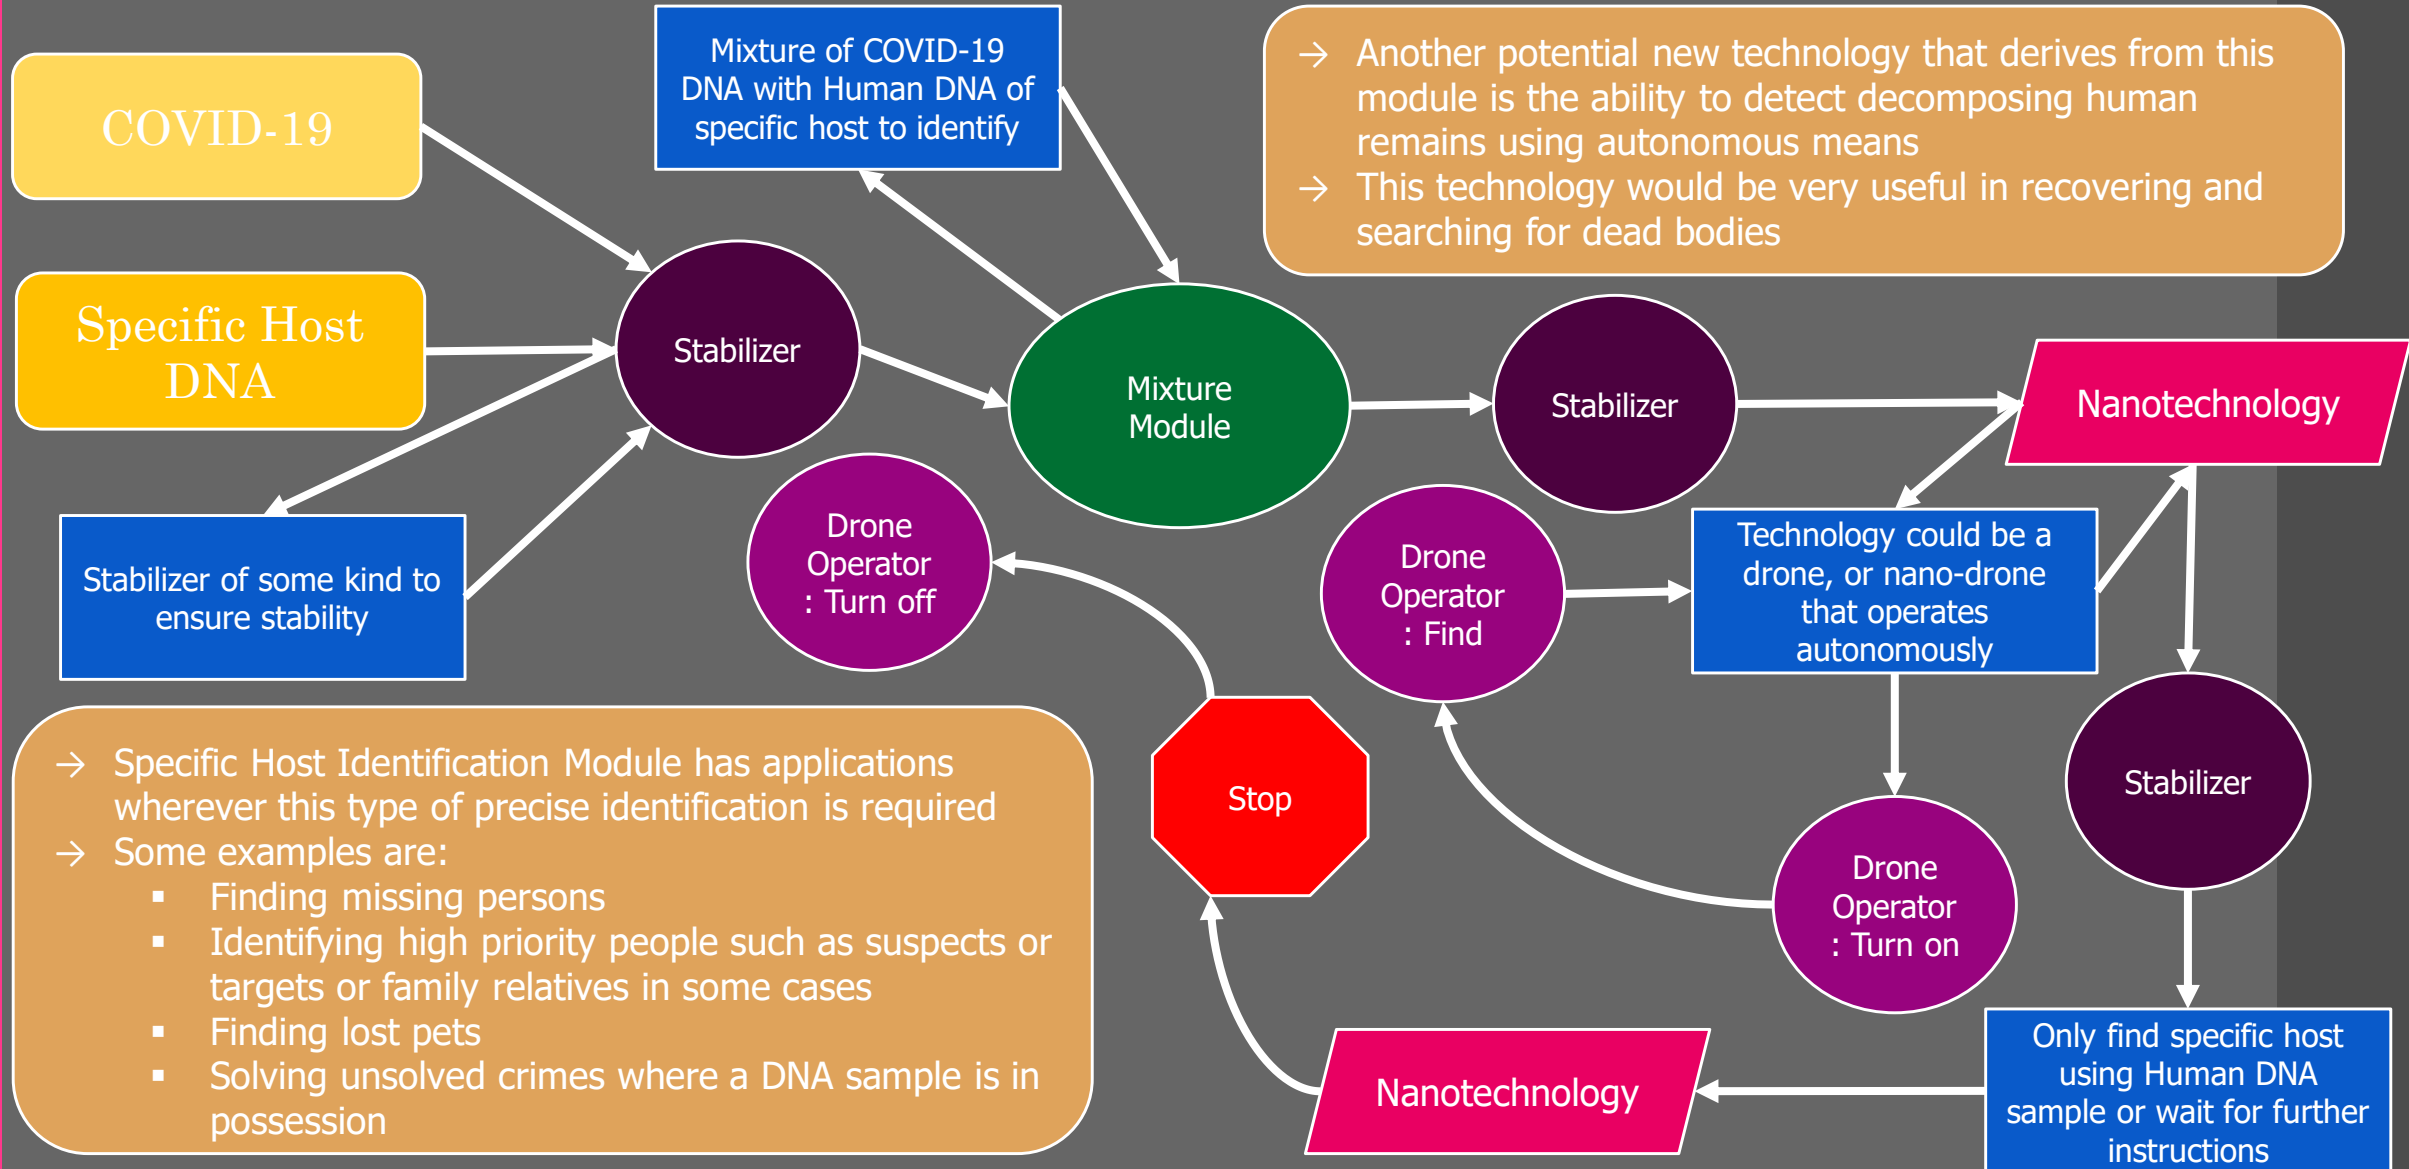 COVID-19
Mixture of COVID-19
DNA with Human DNA of
specific host to identify
→ Another potential new technology that derives from this
module is the ability to detect decomposing human
remains using autonomous means
→ This technology would be very useful in recovering and
searching for dead bodies
Specific Host
DNA
Stabilizer
Mixture
Module
Stabilizer
Nanotechnology
Stabilizer of some kind to
ensure stability
Drone
Operator
: Turn off
Drone
Operator
: Find
Technology could be a
drone, or nano-drone
that operates
autonomously
→ Specific Host Identification Module has applications
wherever this type of precise identification is required
→ Some examples are:
▪ Finding missing persons
▪ Identifying high priority people such as suspects or
targets or family relatives in some cases
▪ Finding lost pets
▪ Solving unsolved crimes where a DNA sample is in
possession
Stop
Stabilizer
Drone
Operator
: Turn on
Nanotechnology
Only find specific host
using Human DNA
sample or wait for further
instructions